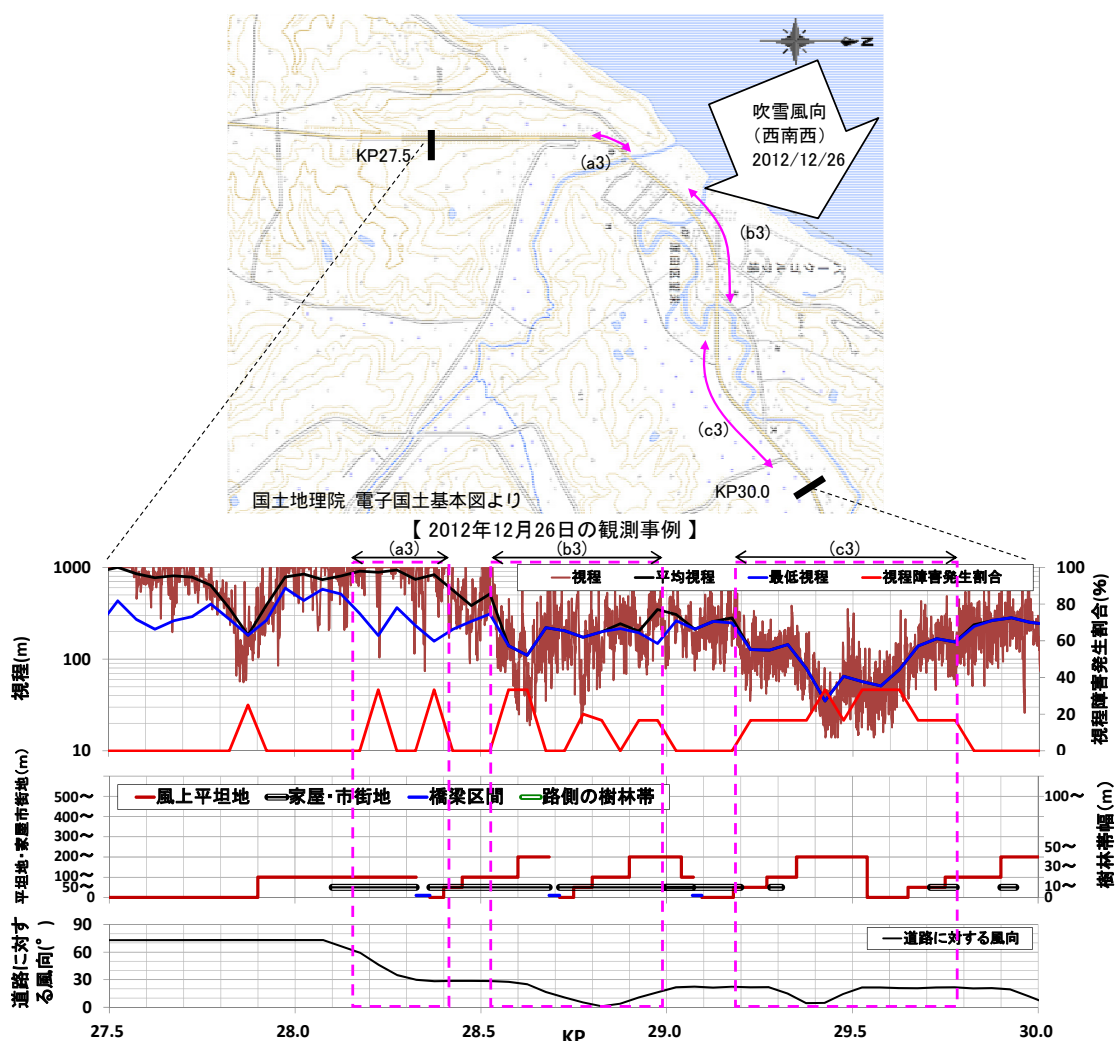 N
吹雪風向
（西南西）
2012/12/26
KP27.5
(a3)
(b3)
パークゴルフ場
(c3)
KP30.0
国土地理院 電子国土基本図より
【 2012年12月26日の観測事例 】
(a3)
(b3)
(c3)
視程
平均視程
最低視程
視程障害発生割合
視程(m)
1000
100
10
視程障害発生割合(%)
100
80
60
40
20
0
平坦地・家屋市街地(m)
風上平坦地
家屋・市街地
橋梁区間
路側の樹林帯
500～
400～
300～
200～
100～
50～
0
樹林帯幅(m)
100～
50～
30～
10～
0
道路に対する風向(°)
道路に対する風向
90
60
30
0
27.5
28.0
28.5
29.0
29.5
30.0
KP